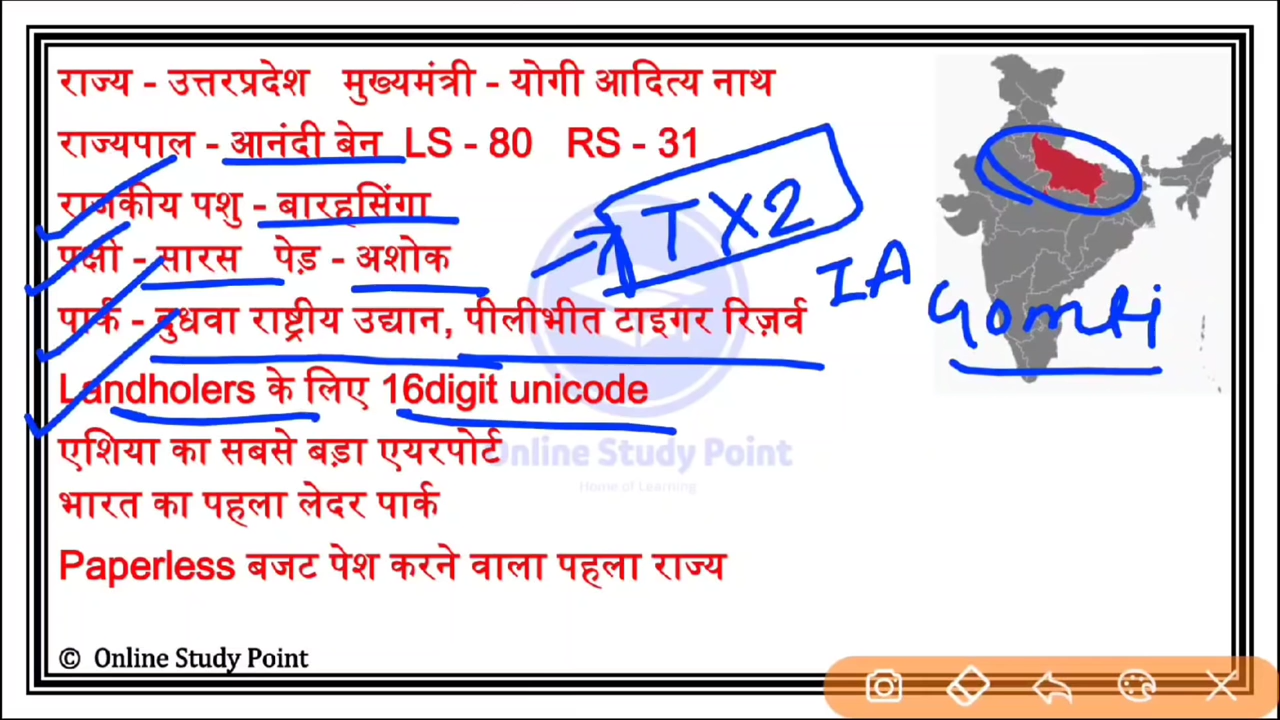 राज्य - उत्तरप्रदेश मुख्यमंत्री - योगी आदित्य नाथ
राज्यपाल - आनंदी बेन LS - 80 RS - 31
राजकीय पशु - बारहसिंगा
TX2
पक्षी - सारस पेड़ - अशोक
IA
पार्क - दुधवा राष्ट्रीय उद्यान, पीलीभीत टाइगर रिज़र्व
Gomti
Landholers के लिए 16digit unicode
एशिया का सबसे बड़ा एयरपोर्ट
Online Study Point
Home of Learning
भारत का पहला लेदर पार्क
Paperless बजट पेश करने वाला पहला राज्य
© Online Study Point